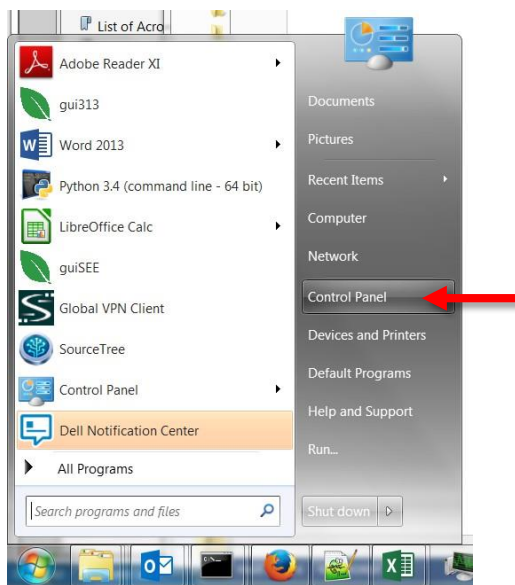 List of Acro
Adobe Reader XI
gui313
Word 2013
Python 3.4 (command line - 64 bit)
LibreOffice Calc
guiSEE
Global VPN Client
SourceTree
Control Panel
Dell Notification Center
All Programs
Search programs and files
Documents
Pictures
Recent Items
Computer
Network
Control Panel
Devices and Printers
Default Programs
Help and Support
Run...
Shut down